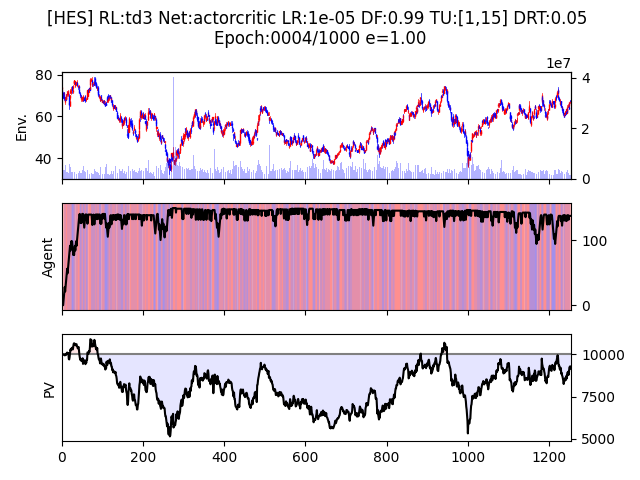 [HES] RL:td3 Net:actorcritic LR:1e-05 DF:0.99 TU:[1,15] DRT:0.05
Epoch:0004/1000 e=1.00
1e7
80
60
40
Env.
4
2
0
Agent
100
0
PV
10000
7500
5000
0 200 400 600 800 1000 1200